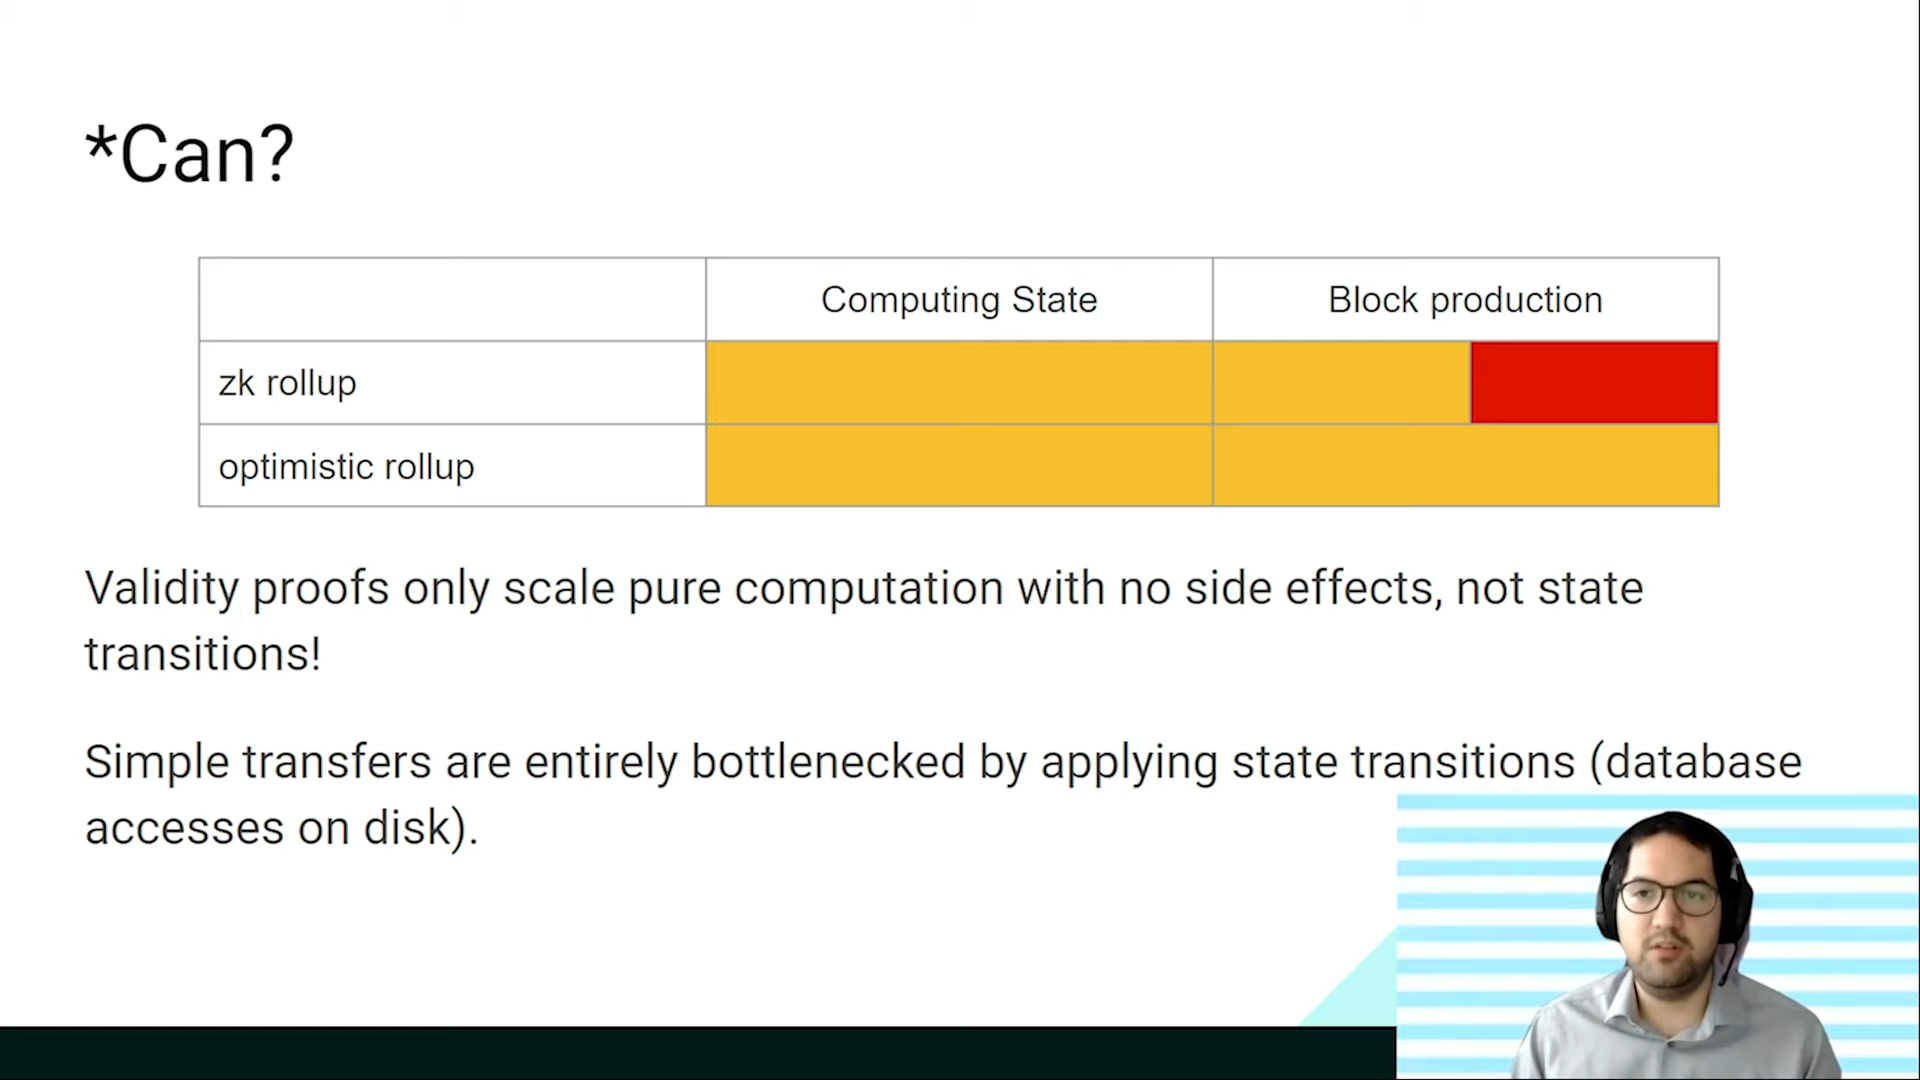 *Can?
Computing State
Block production
zk rollup
optimistic rollup
Validity proofs only scale pure computation with no side effects, not state
transitions!
Simple transfers are entirely bottlenecked by applying state transitions (database
accesses on disk).